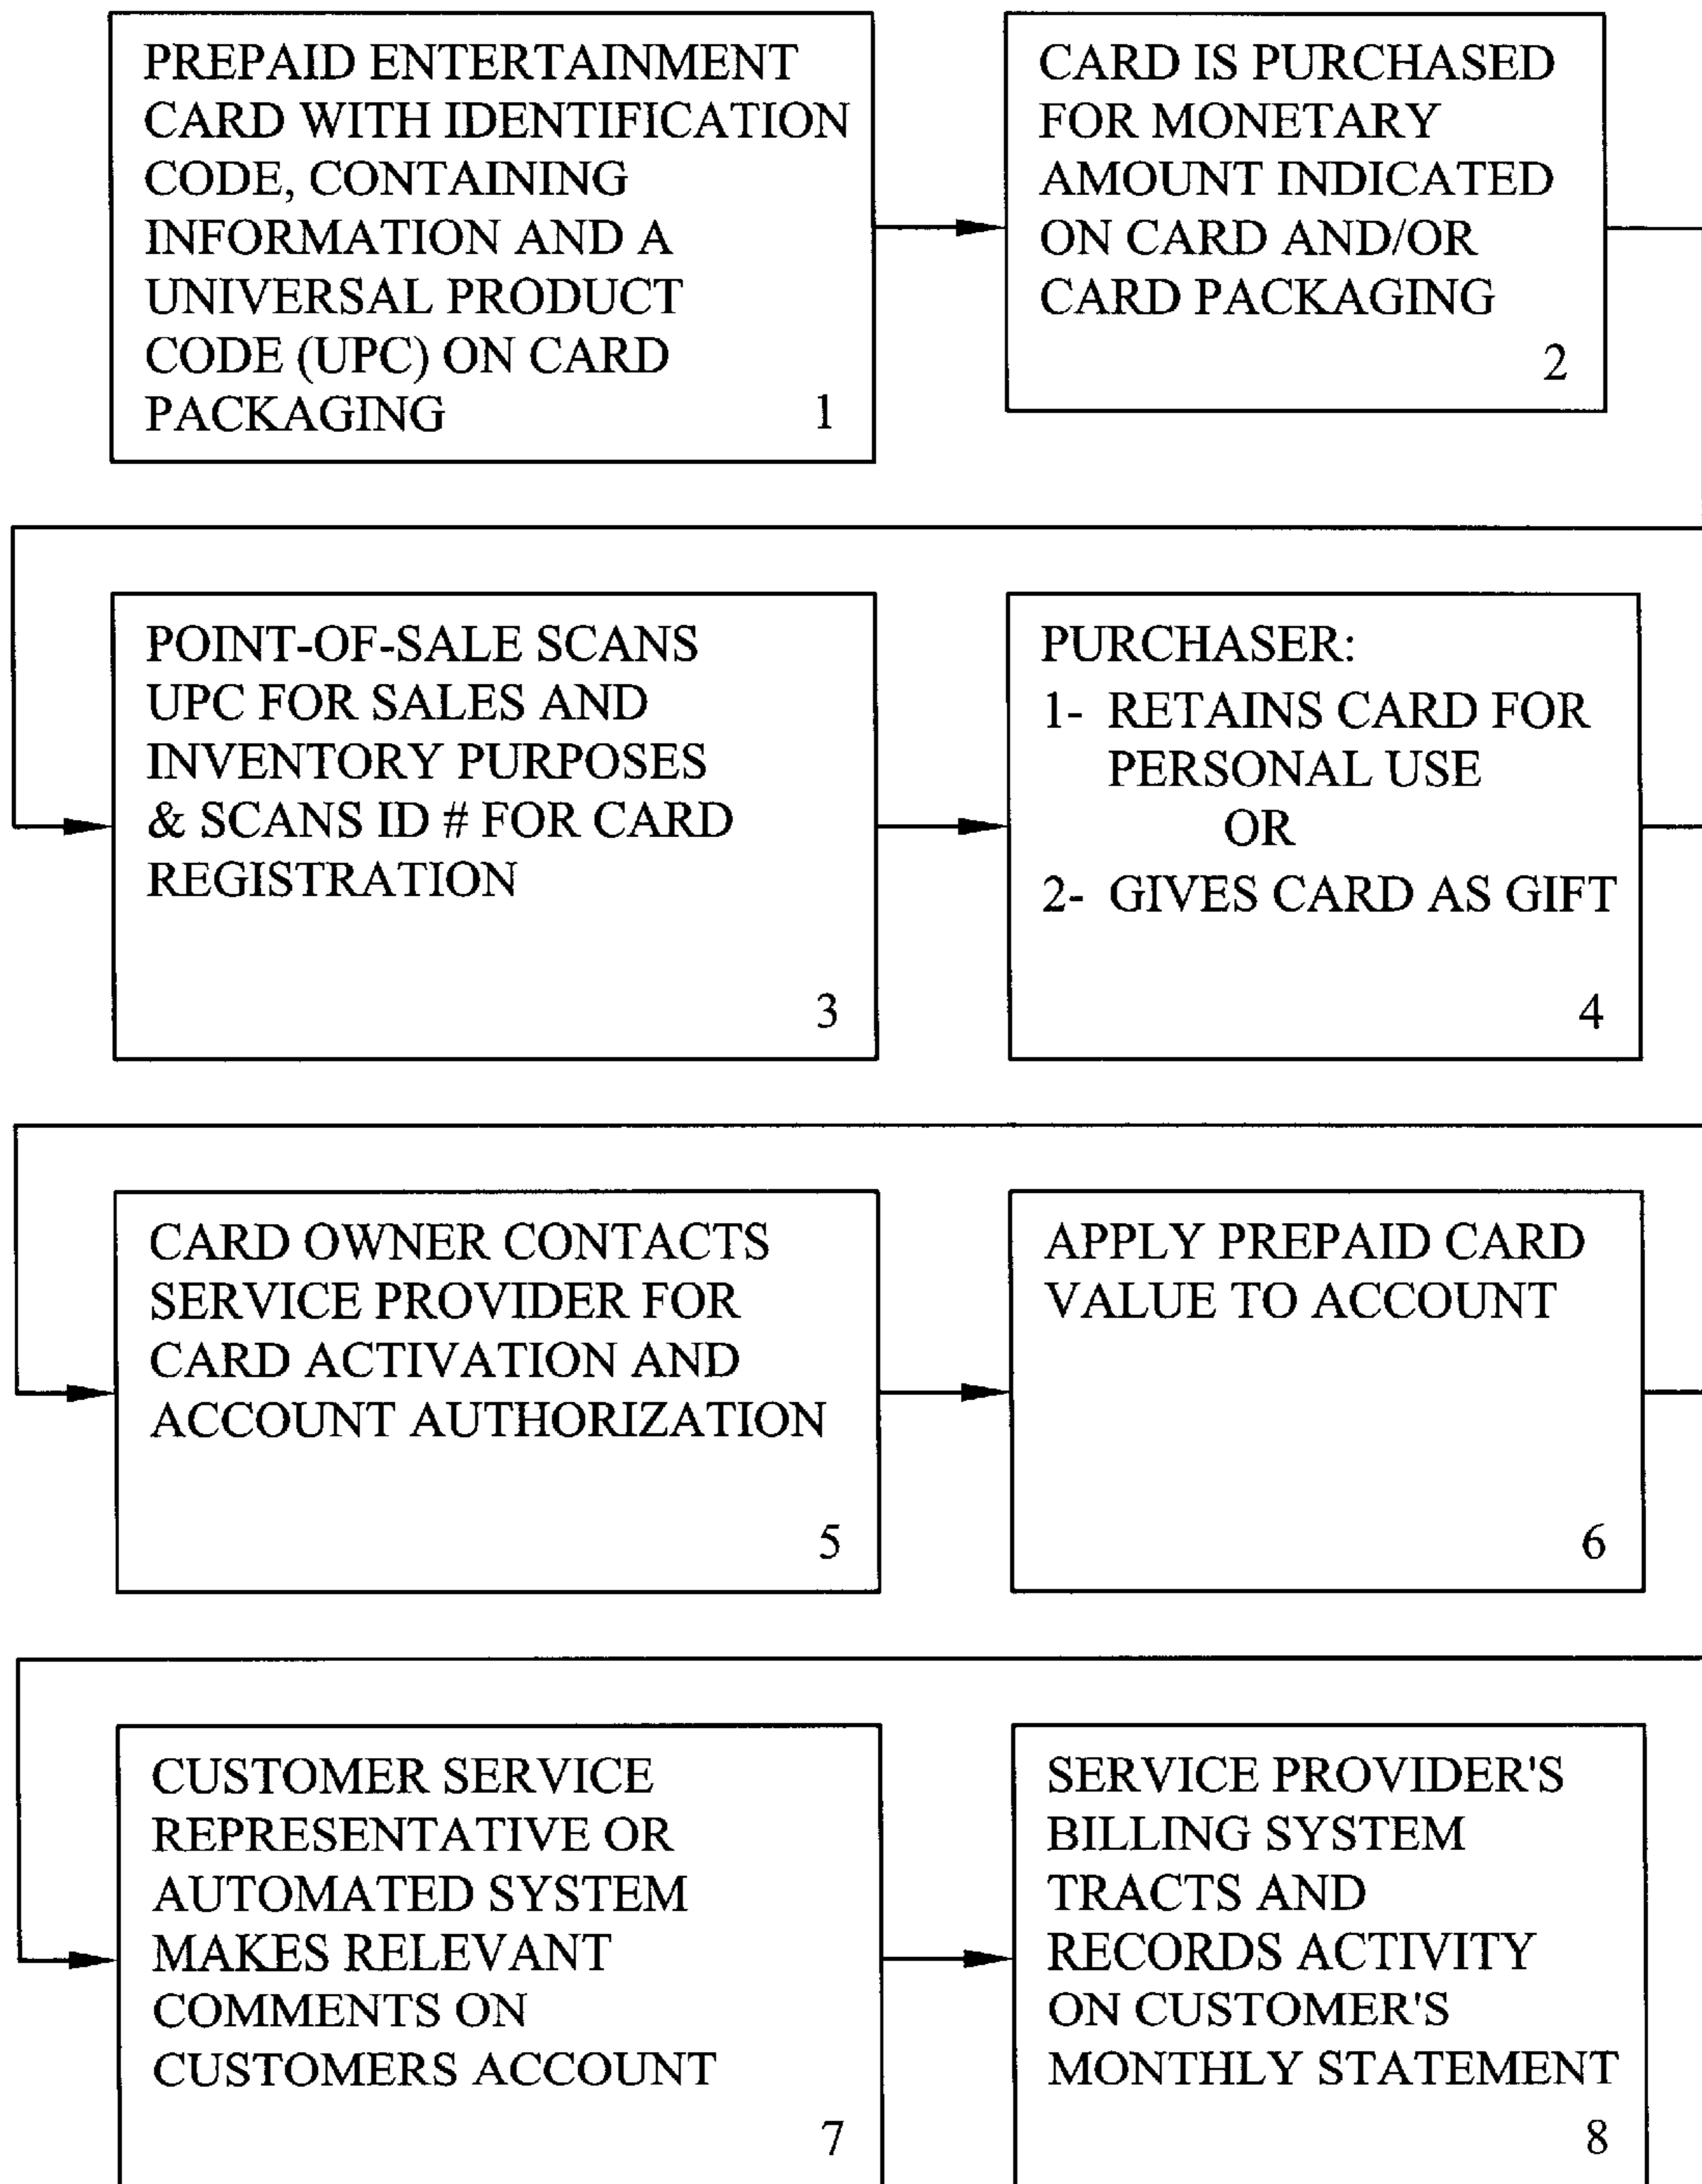 PREPAID ENTERTAINMENT
CARD WITH IDENTIFICATION
CODE, CONTAINING
INFORMATION AND A
UNIVERSAL PRODUCT
CODE (UPC) ON CARD
PACKAGING
1
CARD IS PURCHASED
FOR MONETARY
AMOUNT INDICATED
ON CARD AND/OR
CARD PACKAGING
2
POINT-OF-SALE SCANS
UPC FOR SALES AND
INVENTORY PURPOSES
& SCANS ID # FOR CARD
REGISTRATION
3
PURCHASER:
1- RETAINS CARD FOR
PERSONAL USE
OR
2- GIVES CARD AS GIFT
4
CARD OWNER CONTACTS
SERVICE PROVIDER FOR
CARD ACTIVATION AND
ACCOUNT AUTHORIZATION
5
APPLY PREPAID CARD
VALUE TO ACCOUNT
6
CUSTOMER SERVICE
REPRESENTATIVE OR
AUTOMATED SYSTEM
MAKES RELEVANT
COMMENTS ON
CUSTOMERS ACCOUNT
7
SERVICE PROVIDER'S
BILLING SYSTEM
TRACTS AND
RECORDS ACTIVITY
ON CUSTOMER'S
MONTHLY STATEMENT
8